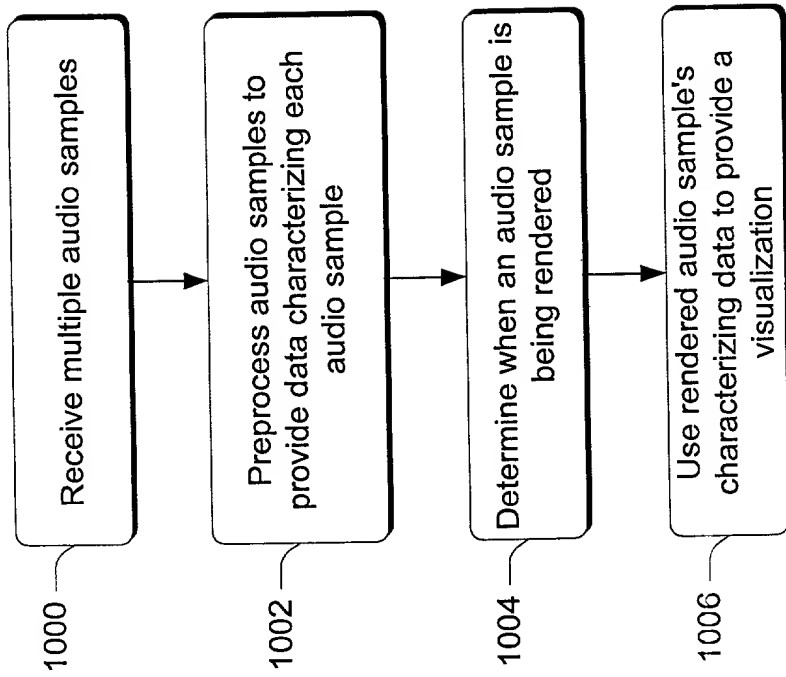 1000
Receive multiple audio samples
1002
Preprocess audio samples to
provide data characterizing each
audio sample
1004
Determine when an audio sample is
being rendered
1006
Use rendered audio sample's
characterizing data to provide a
visualization